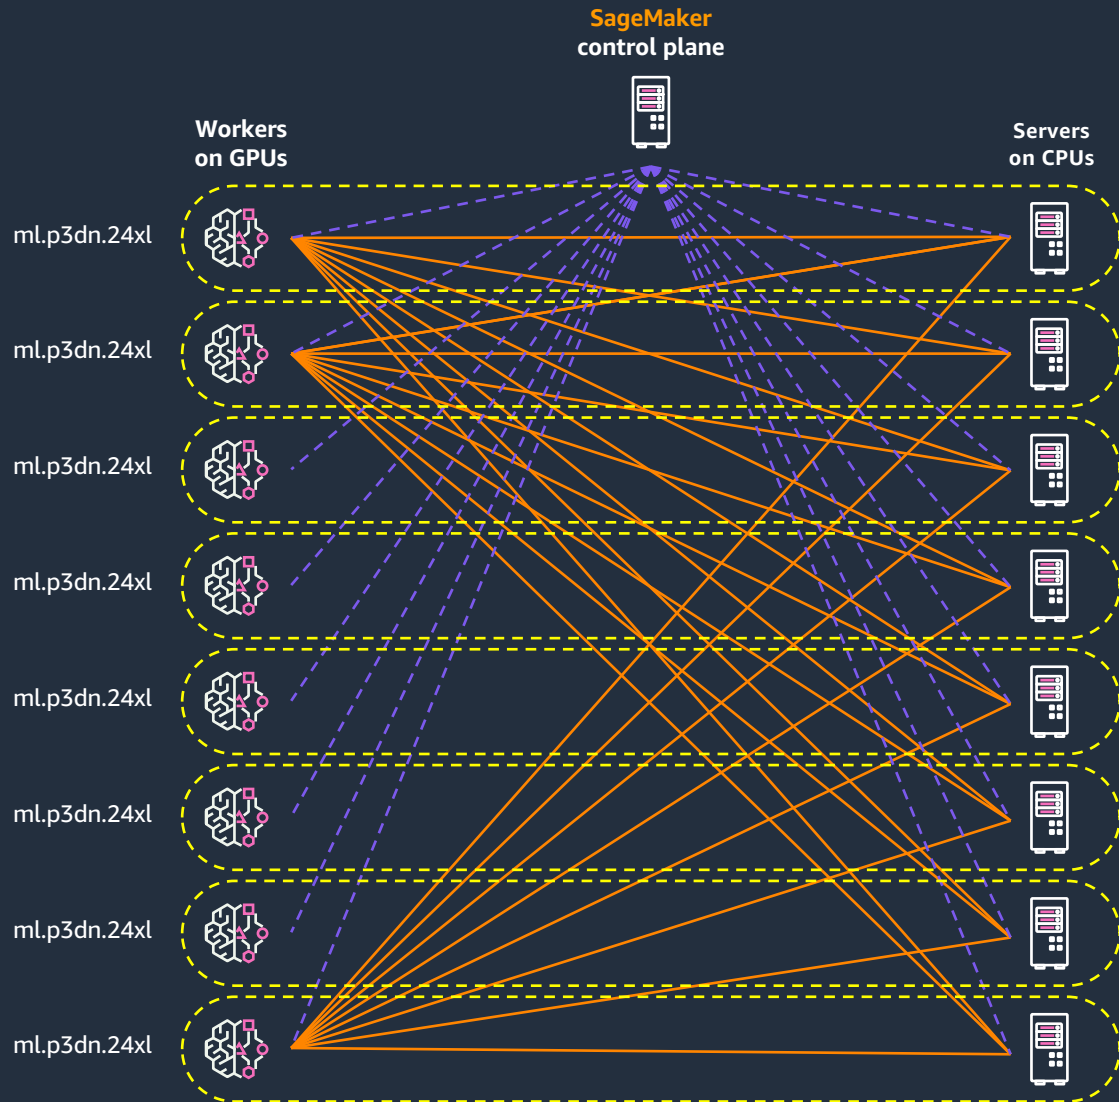 SageMaker
control plane
Workers
on GPUs
Servers
on CPUs
ml.p3dn.24xl
ml.p3dn.24xl
ml.p3dn.24xl
ml.p3dn.24xl
ml.p3dn.24xl
ml.p3dn.24xl
ml.p3dn.24xl
ml.p3dn.24xl